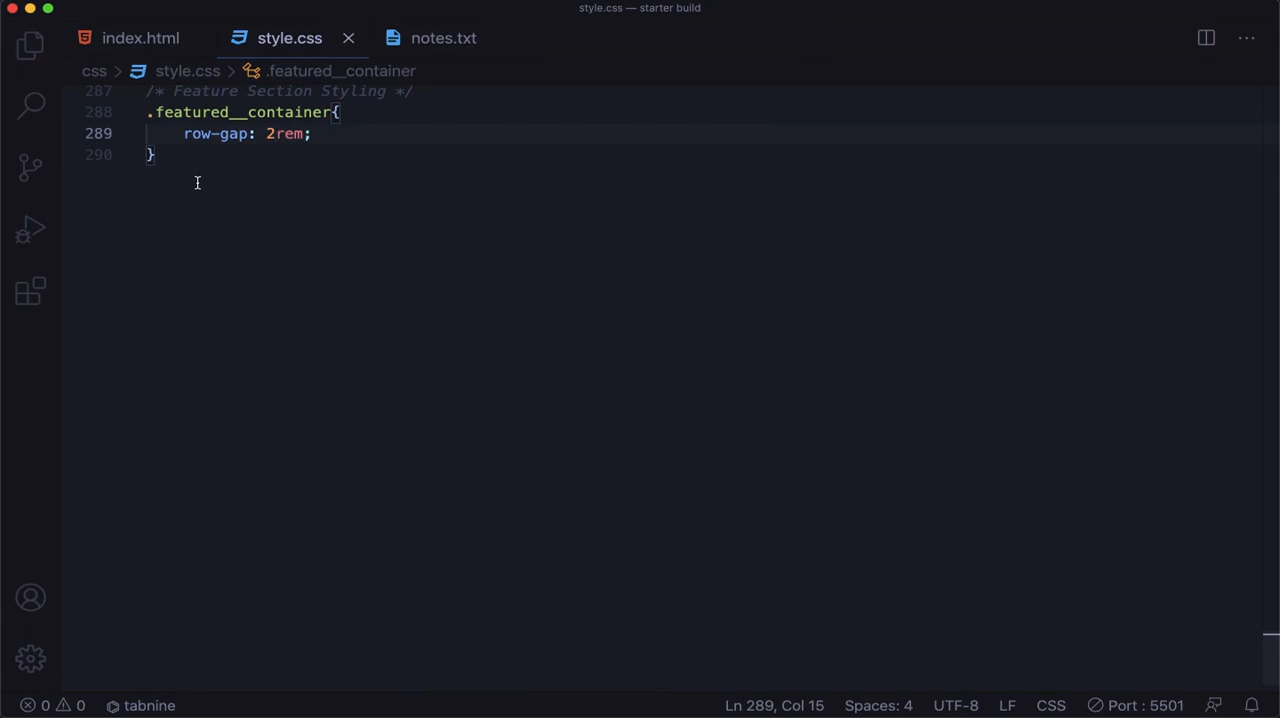 style.css — starter build
index.html
style.css
notes.txt
css > style.css > .featured__container
287 /* Feature Section Styling */
288 .featured__container{
289 row-gap: 2rem;
290 }
0 0 tabnine
Ln 289, Col 15 Spaces: 4 UTF-8 LF CSS Port : 5501